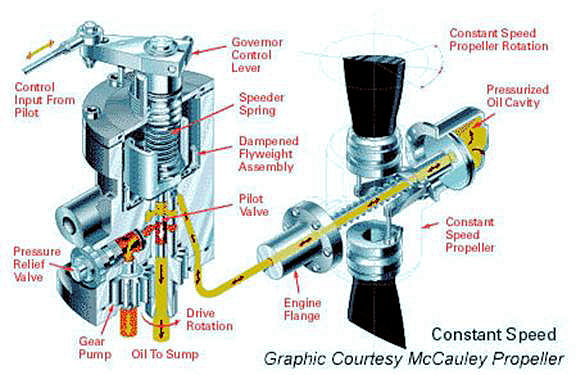 Control
Input From
Pilot
Governor
Control
Lever
Speeder
Spring
Dampened
Flyweight
Assembly
Pilot
Valve
Pressure
Relief
Valve
Gear
Pump
Oil To Sump
Drive
Rotation
Engine
Flange
Constant Speed
Propeller Rotation
Pressurized
Oil Cavity
Constant
Speed
Propeller
Constant Speed
Graphic Courtesy McCauley Propeller